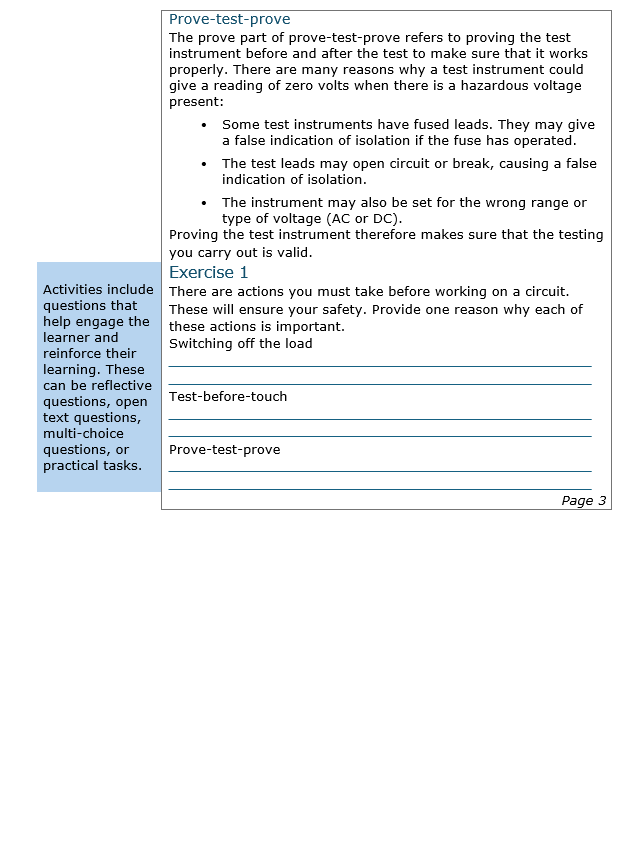 Prove-test-prove
The prove part of prove-test-prove refers to proving the test
instrument before and after the test to make sure that it works
properly. There are many reasons why a test instrument could
give a reading of zero volts when there is a hazardous voltage
present:
• Some test instruments have fused leads. They may give
a false indication of isolation if the fuse has operated.
• The test leads may open circuit or break, causing a false
indication of isolation.
• The instrument may also be set for the wrong range or
type of voltage (AC or DC).
Proving the test instrument therefore makes sure that the testing
you carry out is valid.
Activities include
questions that
help engage the
learner and
reinforce their
learning. These
can be reflective
questions, open
text questions,
multi-choice
questions, or
practical tasks.
Exercise 1
There are actions you must take before working on a circuit.
These will ensure your safety. Provide one reason why each of
these actions is important.
Switching off the load
Test-before-touch
Prove-test-prove
Page 3